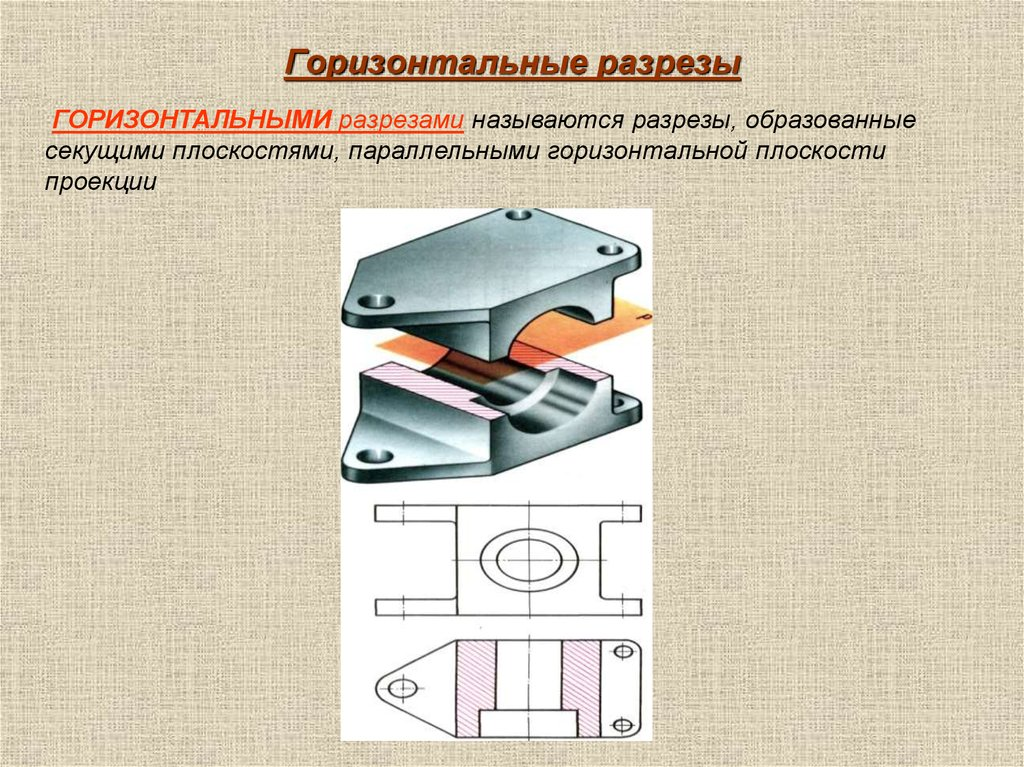 Горизонтальные разрезы
ГОРИЗОНТАЛЬНЫМИ разрезами называются разрезы, образованные
секущими плоскостями, параллельными горизонтальной плоскости
проекции
P